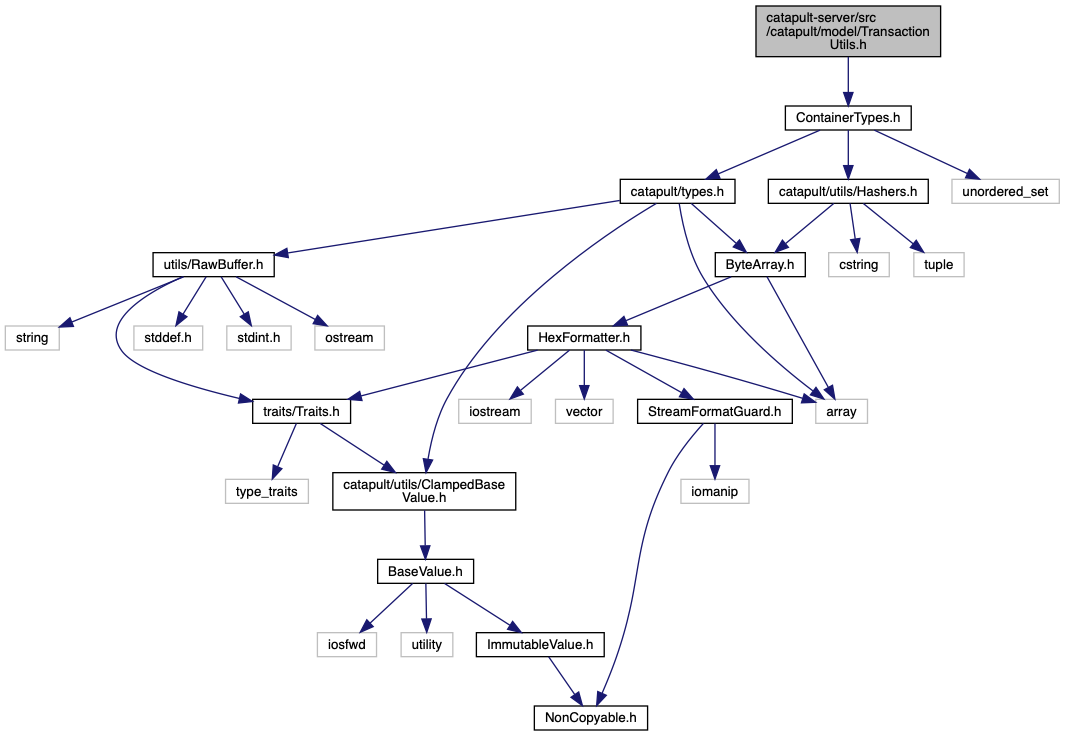 catapult-server/src
/catapult/model/Transaction
Utils.h
ContainerTypes.h
catapult/types.h
catapult/utils/Hashers.h
unordered_set
utils/RawBuffer.h
ByteArray.h
cstring
tuple
string
stddef.h
stdint.h
ostream
HexFormatter.h
traits/Traits.h
iostream
vector
StreamFormatGuard.h
array
type_traits
catapult/utils/ClampedBase
Value.h
iomanip
BaseValue.h
iosfwd
utility
ImmutableValue.h
NonCopyable.h